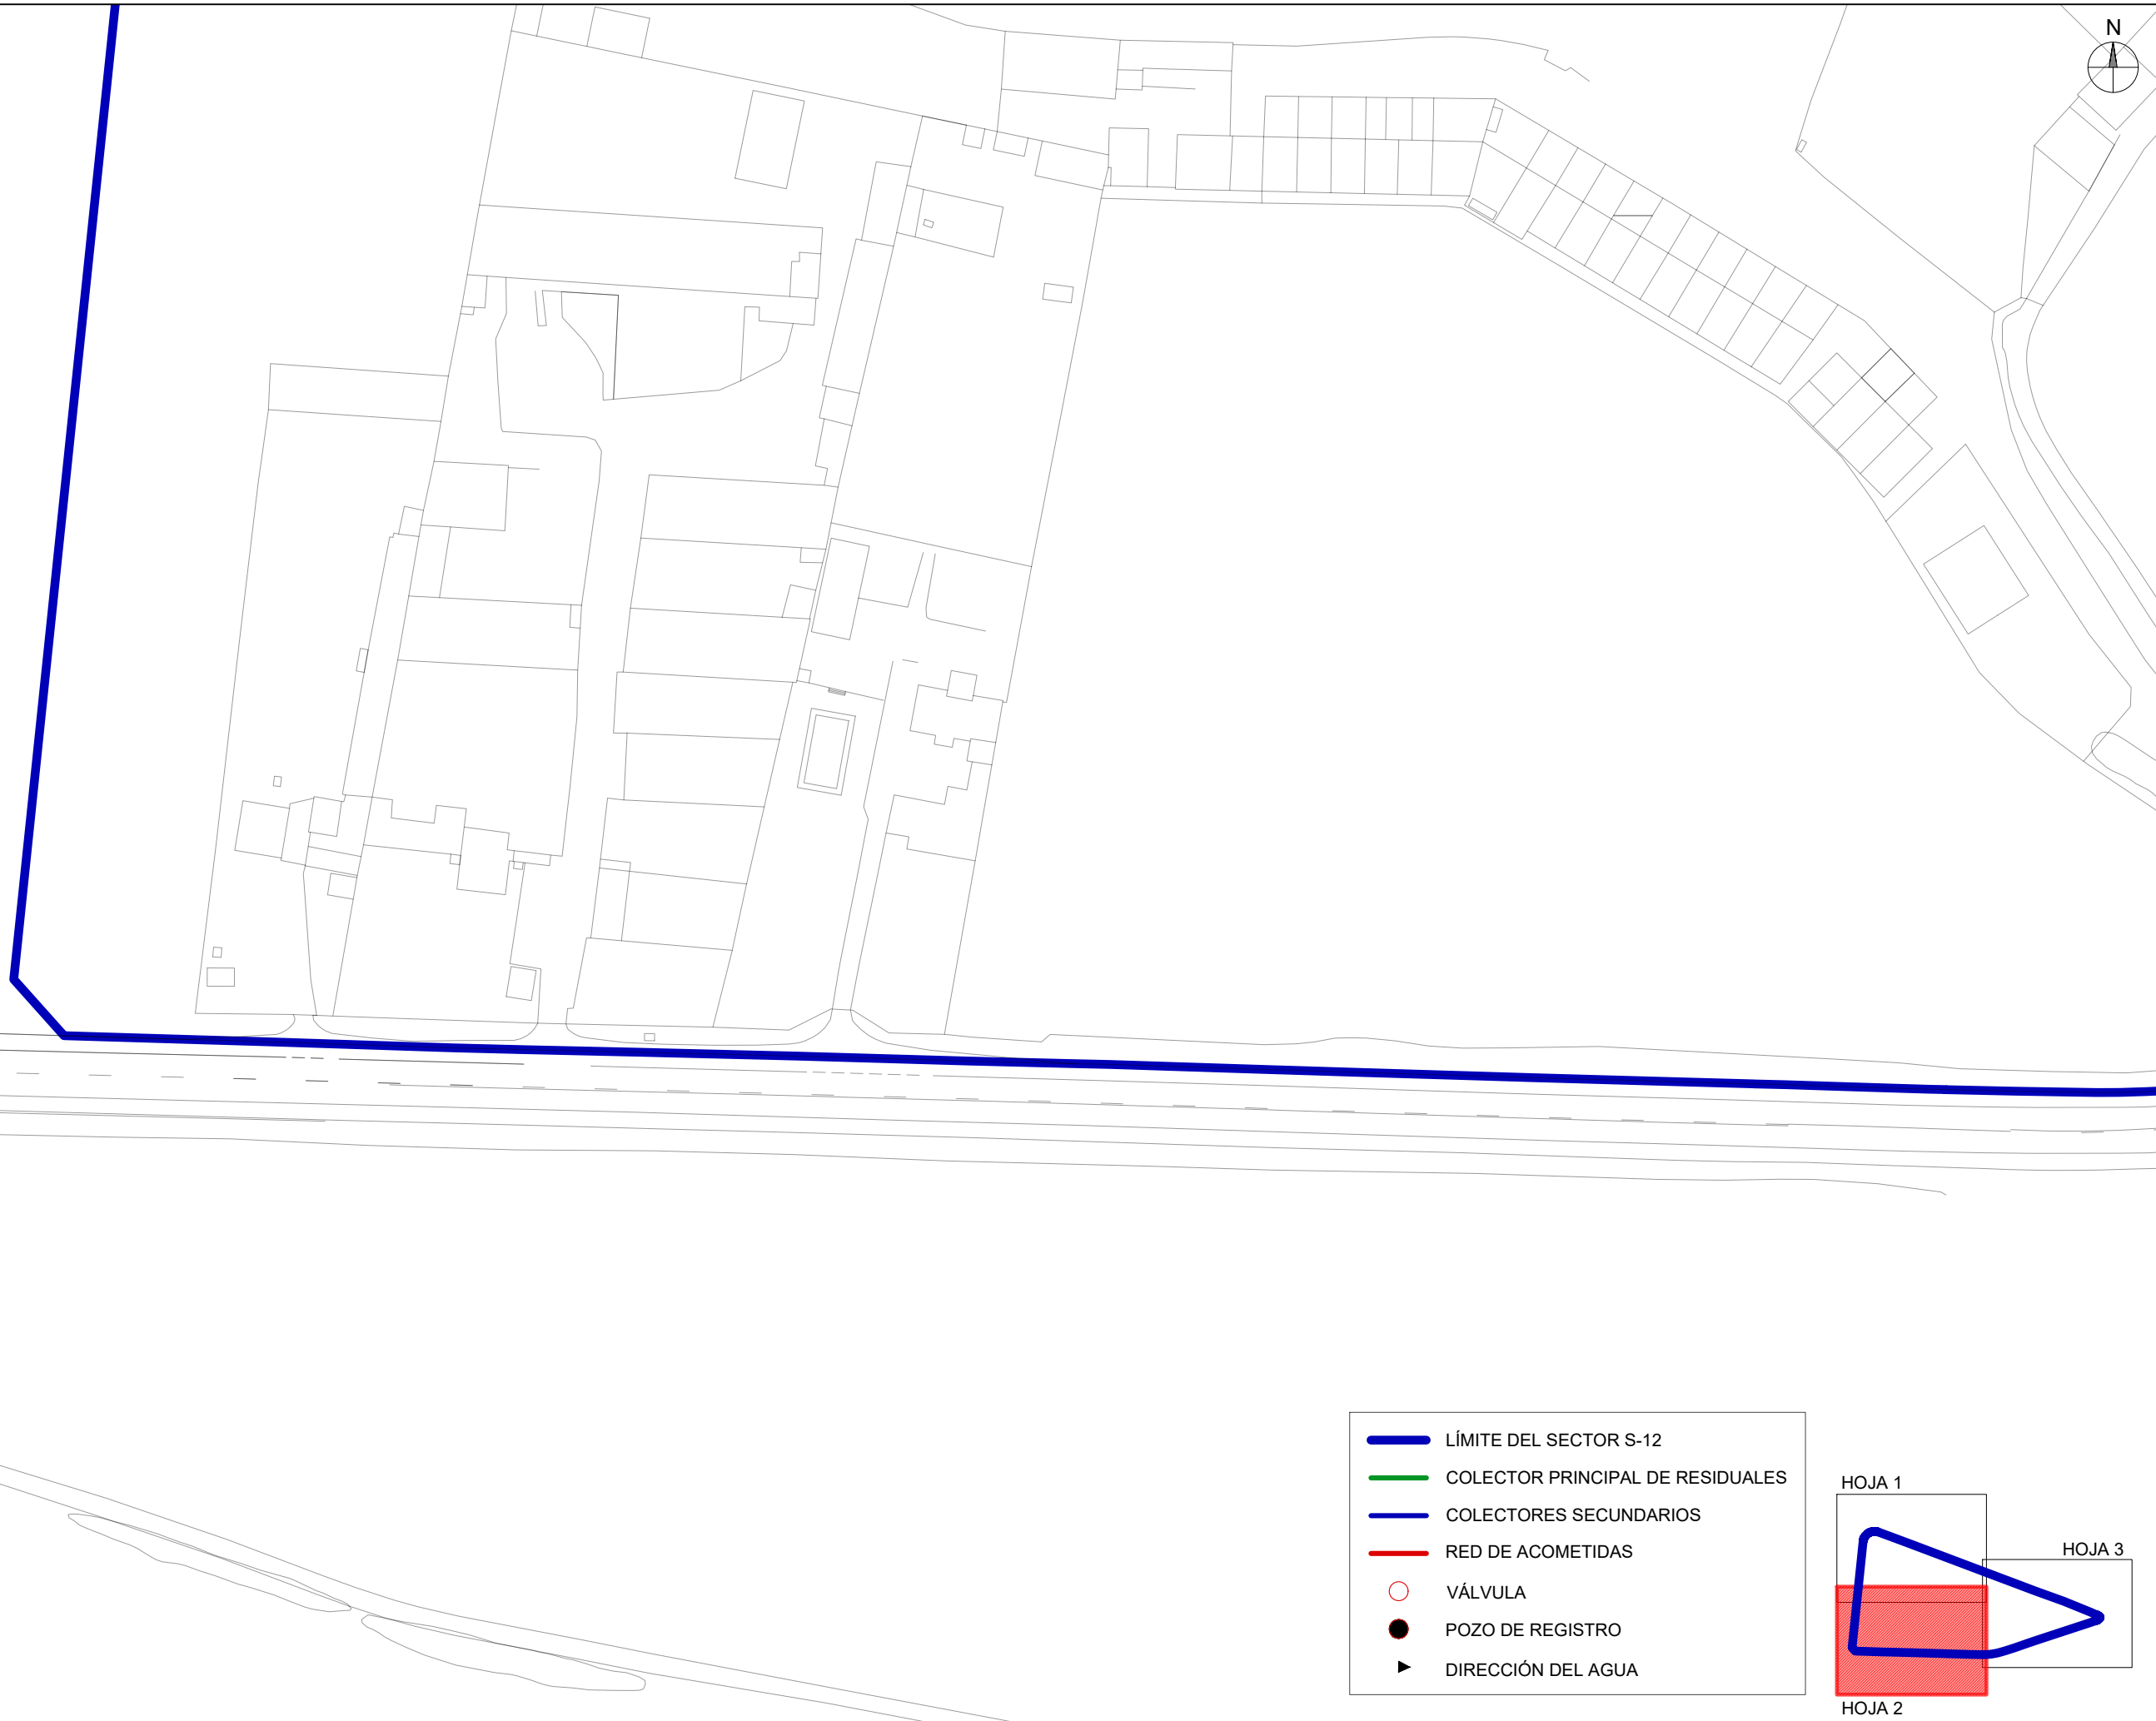 N
LÍMITE DEL SECTOR S-12
COLECTOR PRINCIPAL DE RESIDUALES
COLECTORES SECUNDARIOS
RED DE ACOMETIDAS
VÁLVULA
POZO DE REGISTRO
DIRECCIÓN DEL AGUA
HOJA 1
HOJA 3
HOJA 2